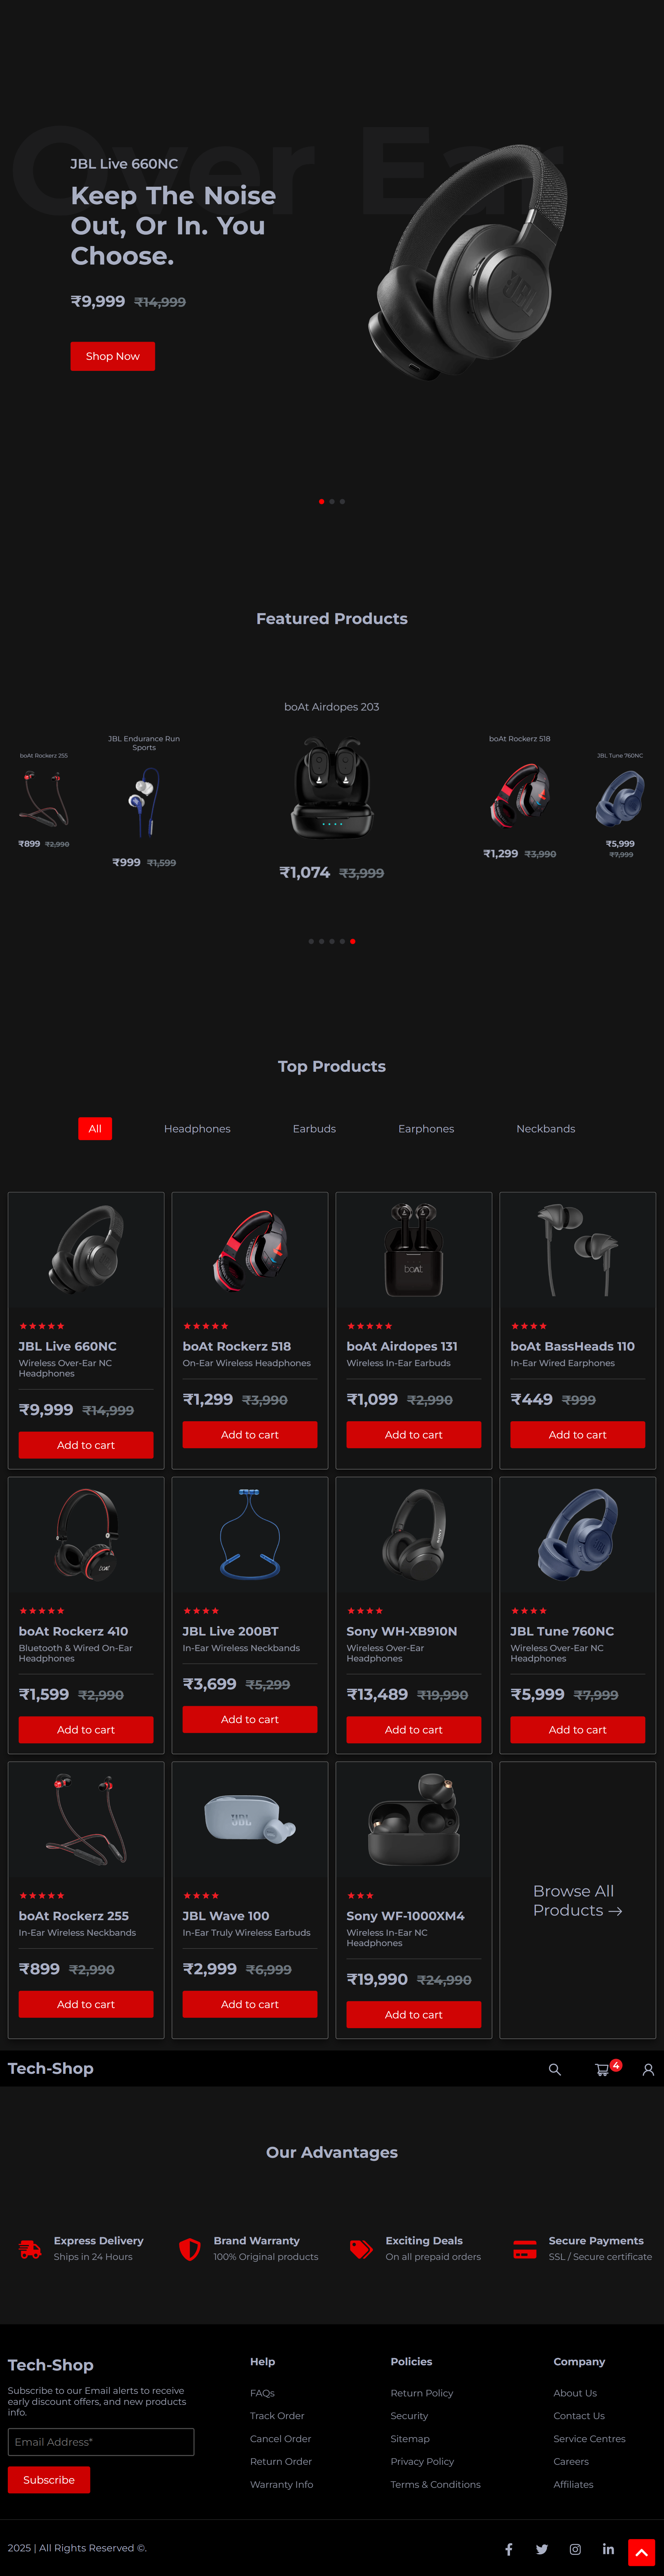 Over Ear
JBL Live 660NC
Keep The Noise
Out, Or In. You
Choose.
₹9,999 ₹14,999
Shop Now
JBL
Featured Products
boAt Airdopes 203
JBL Endurance Run
Sports
boAt Rockerz 518
boAt Rockerz 255
JBL Tune 760NC
₹899 ₹2,990
₹999 ₹1,599
₹1,074 ₹3,999
₹1,299 ₹3,990
₹5,999
₹7,999
Top Products
All Headphones Earbuds Earphones Neckbands
boAt
JBL Live 660NC
Wireless Over-Ear NC
Headphones
₹9,999 ₹14,999
Add to cart
boAt Rockerz 518
On-Ear Wireless Headphones
₹1,299 ₹3,990
Add to cart
boAt Airdopes 131
Wireless In-Ear Earbuds
₹1,099 ₹2,990
Add to cart
boAt BassHeads 110
In-Ear Wired Earphones
₹449 ₹999
Add to cart
boAt Rockerz 410
Bluetooth & Wired On-Ear
Headphones
₹1,599 ₹2,990
Add to cart
JBL Live 200BT
In-Ear Wireless Neckbands
₹3,699 ₹5,299
Add to cart
SONY
Sony WH-XB910N
Wireless Over-Ear
Headphones
₹13,489 ₹19,990
Add to cart
JBL Tune 760NC
Wireless Over-Ear NC
Headphones
₹5,999 ₹7,999
Add to cart
boAt Rockerz 255
In-Ear Wireless Neckbands
₹899 ₹2,990
Add to cart
JBL
JBL Wave 100
In-Ear Truly Wireless Earbuds
₹2,999 ₹6,999
Add to cart
Sony WF-1000XM4
Wireless In-Ear NC
Headphones
₹19,990 ₹24,990
Add to cart
Browse All
Products
Tech-Shop
4
Our Advantages
Express Delivery
Ships in 24 Hours
Brand Warranty
100% Original products
Exciting Deals
On all prepaid orders
Secure Payments
SSL / Secure certificate
Tech-Shop
Subscribe to our Email alerts to receive
early discount offers, and new products
info.
Email Address*
Subscribe
Help
FAQs
Track Order
Cancel Order
Return Order
Warranty Info
Policies
Return Policy
Security
Sitemap
Privacy Policy
Terms & Conditions
Company
About Us
Contact Us
Service Centres
Careers
Affiliates
2025 | All Rights Reserved ©.